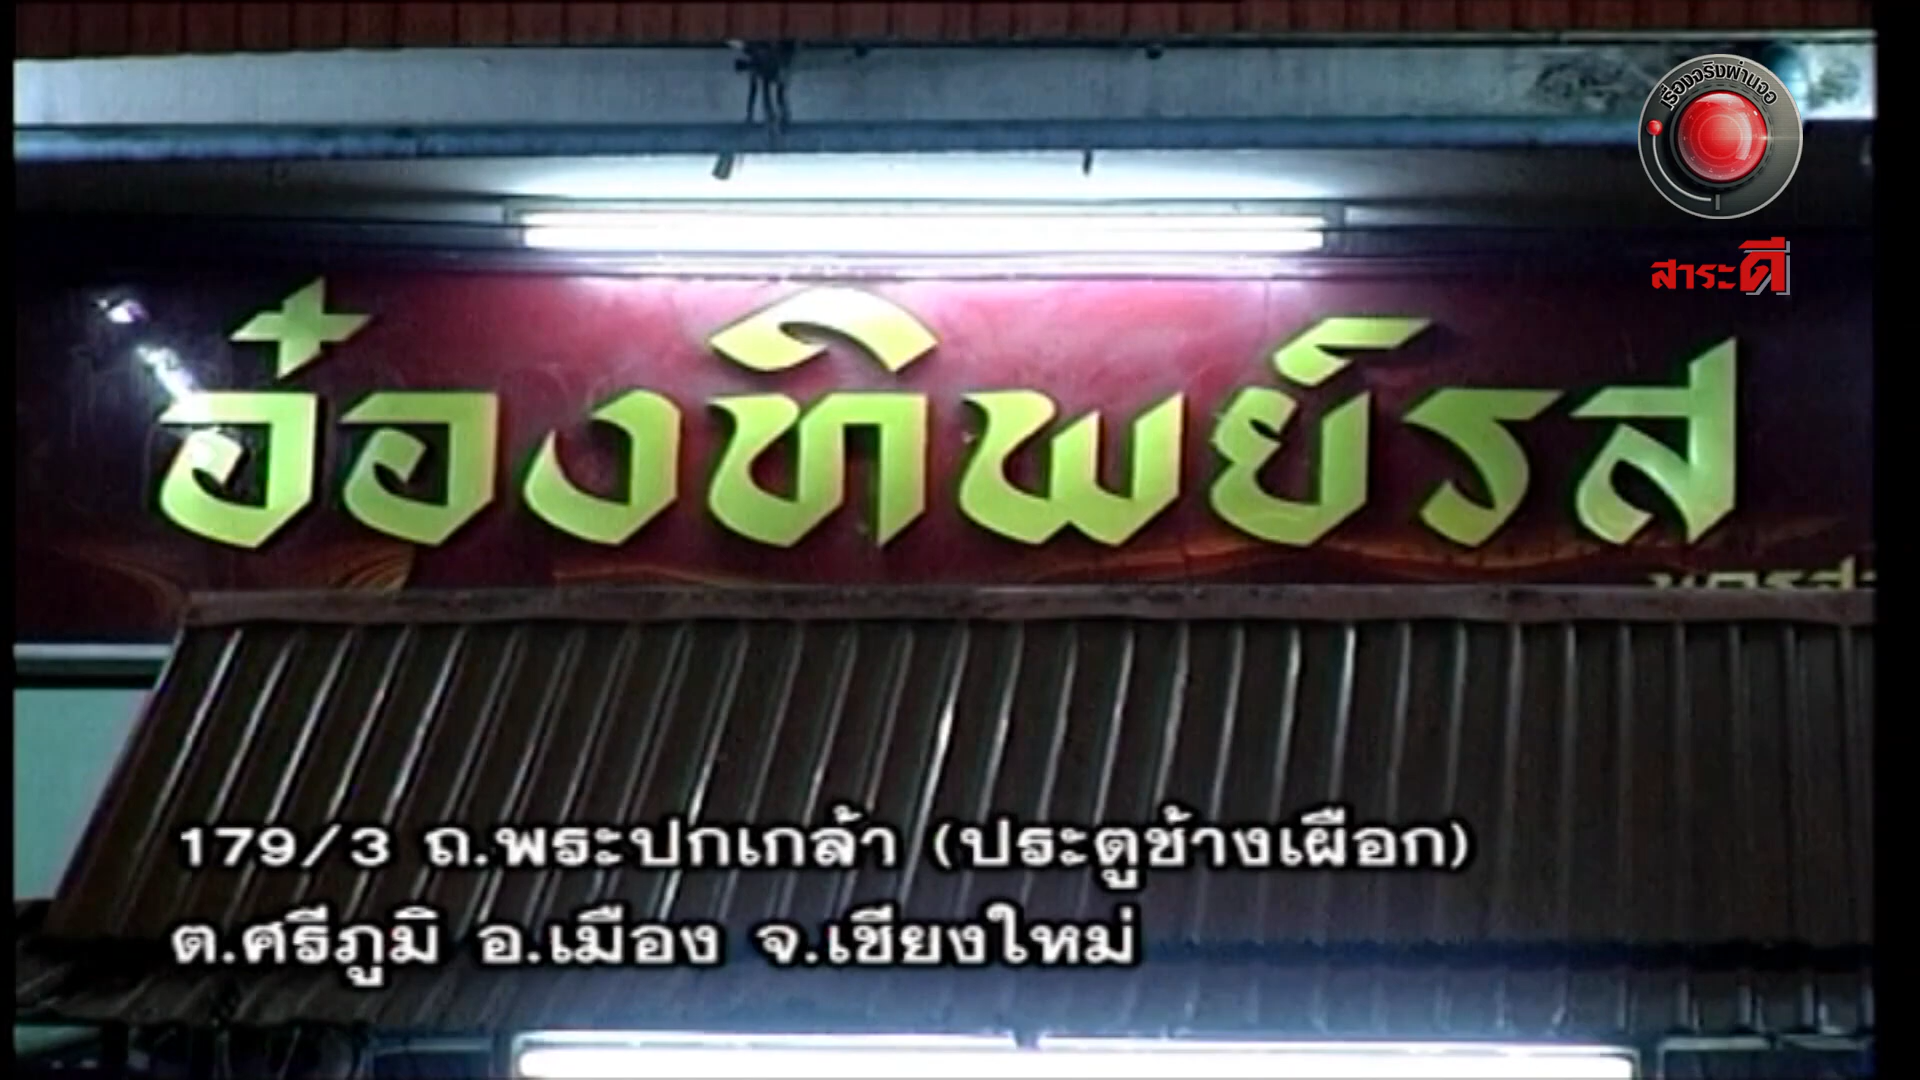 เรื่องจริงผ่านจอ
สาระดี
อ๋องทิพย์รส
179/3 ถ.พระปกเกล้า (ประตูช้างเผือก)
ต.ศรีภูมิ อ.เมือง จ.เชียงใหม่